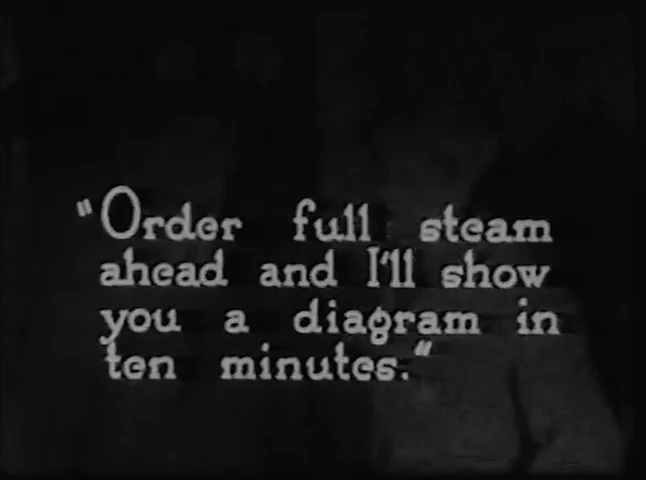 "Order full steam
ahead and I'll show
you a diagram in
ten minutes."